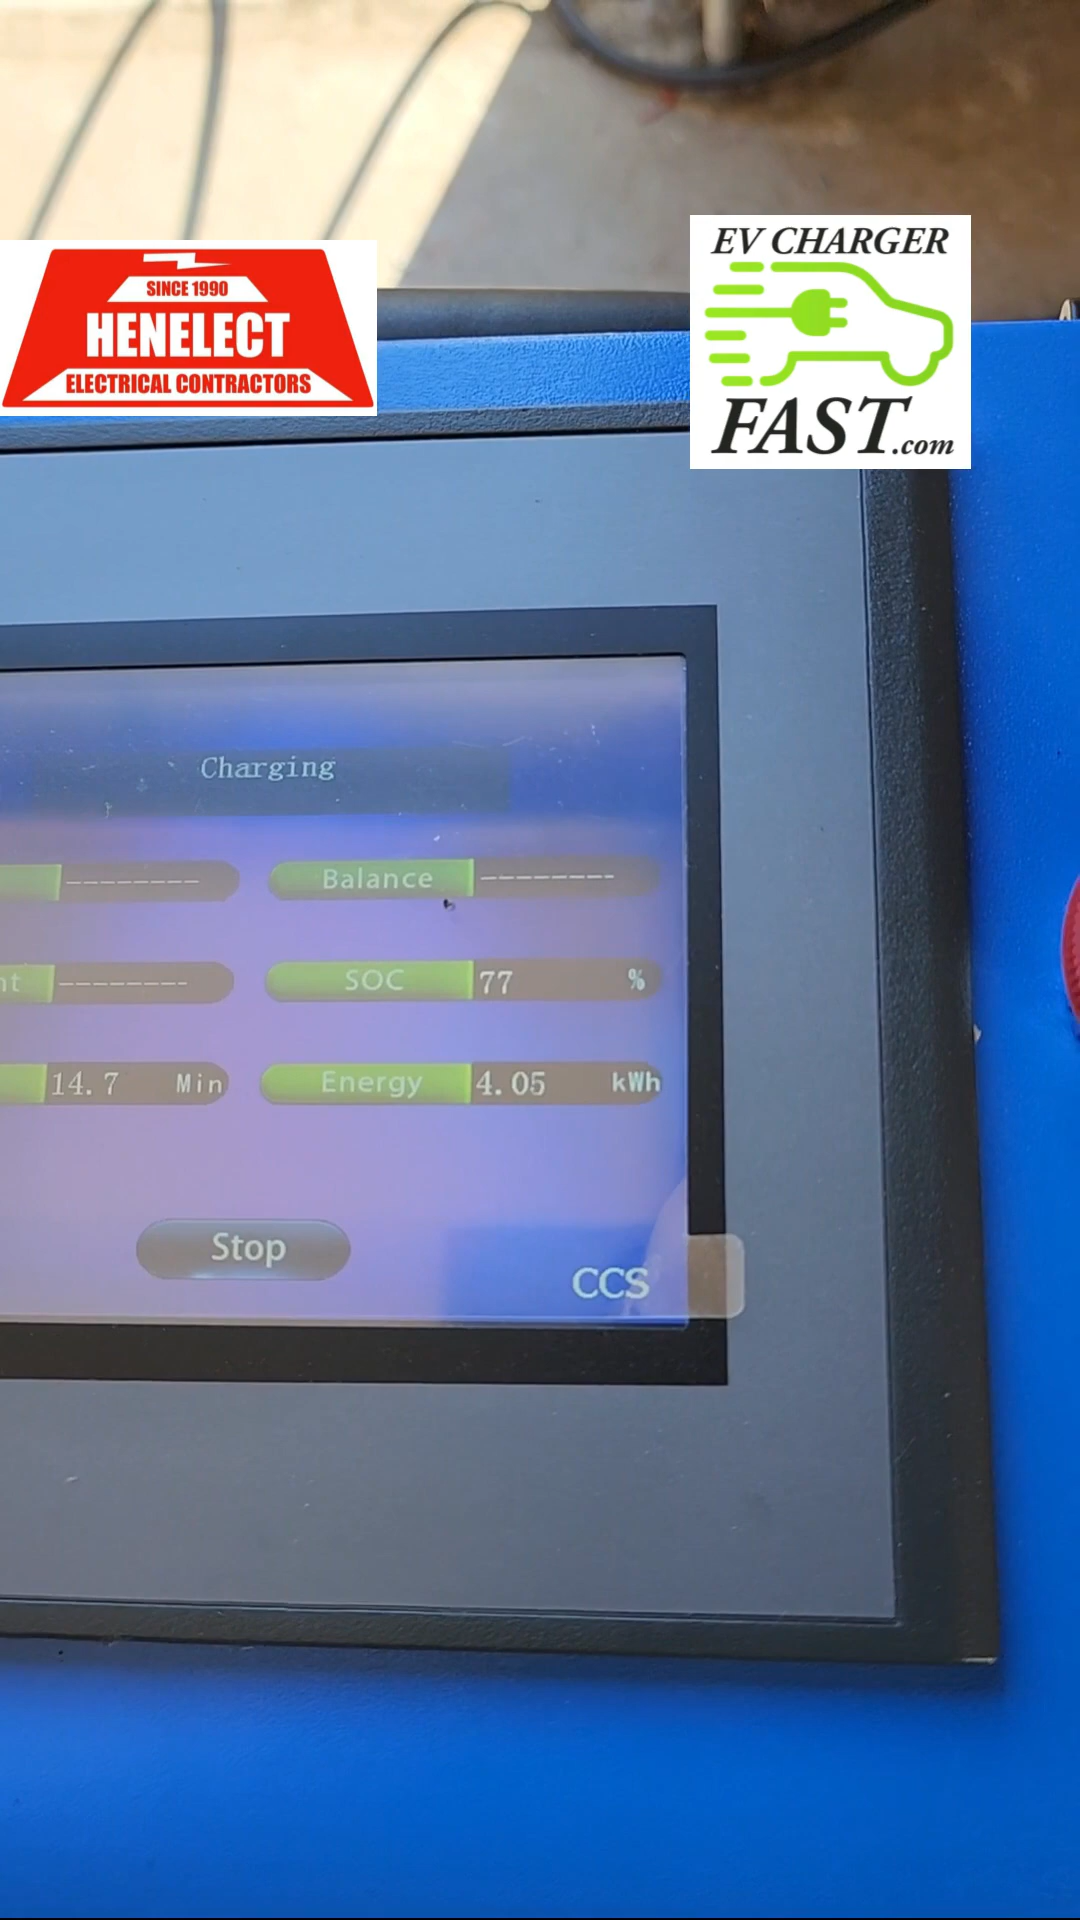 SINCE 1990
HENELECT
ELECTRICAL CONTRACTORS
EV CHARGER
FAST.com
Charging
--------
Balance --------
nt --------
SOC 77 %
14.7 Min
Energy 4.05 kWh
Stop
CCS